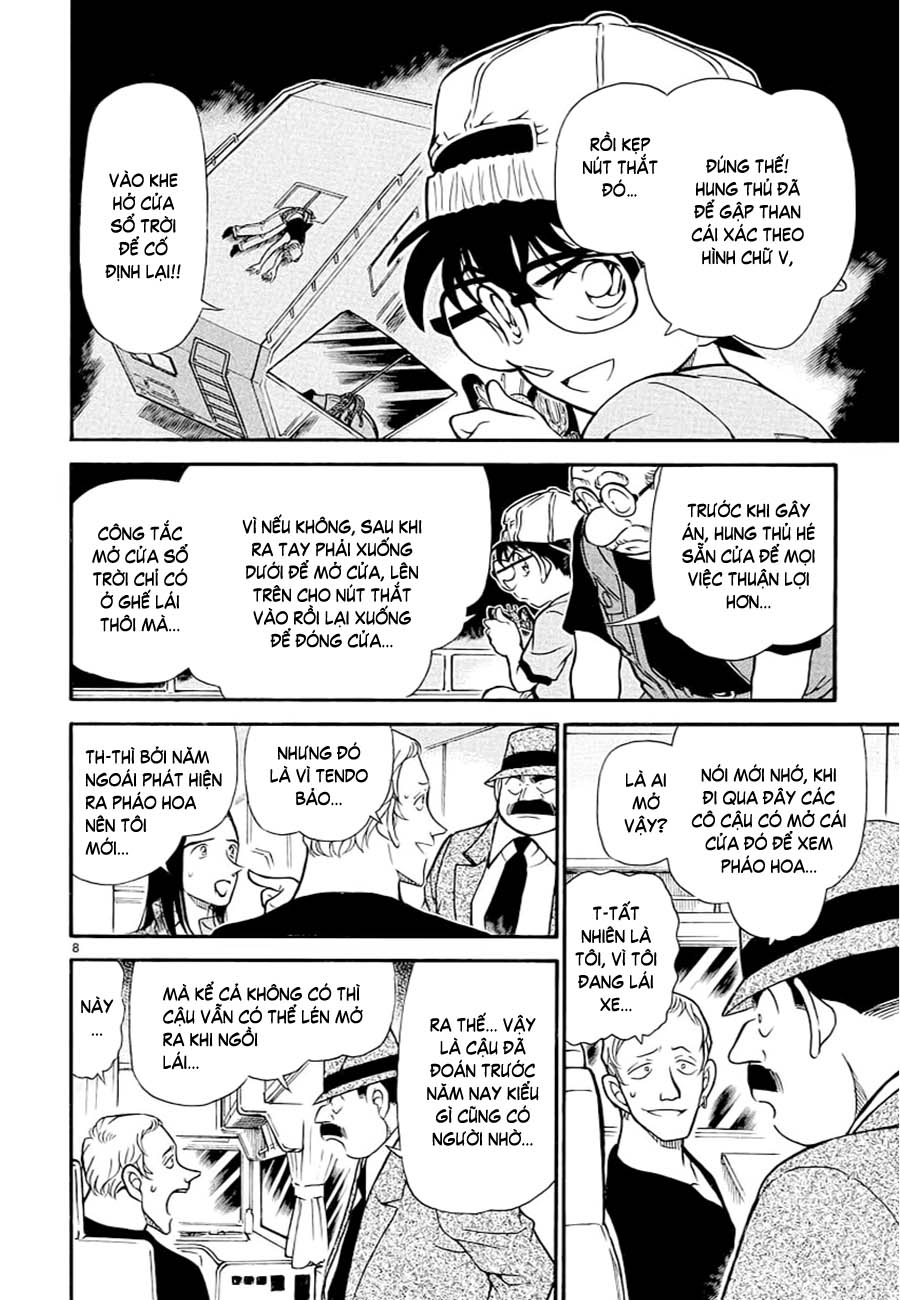 ĐÚNG THẾ!
HUNG THỦ ĐÃ
ĐỂ GẬP THAN
CÁI XÁC THEO
HÌNH CHỮ V,
RỒI KẸP
NÚT THẮT
ĐÓ...
VÀO KHE
HỞ CỬA
SỔ TRỜI
ĐỂ CỐ
ĐỊNH LẠI!!
TRƯỚC KHI GÂY
ÁN, HUNG THỦ HÉ
SẴN CỬA ĐỂ MỌI
VIỆC THUẬN LỢI
HƠN...
VÌ NẾU KHÔNG, SAU KHI
RA TAY PHẢI XUỐNG
DƯỚI ĐỂ MỞ CỬA, LÊN
TRÊN CHO NÚT THẮT
VÀO RỒI LẠI XUỐNG
ĐỂ ĐÓNG CỬA...
CÔNG TẮC
MỞ CỬA SỔ
TRỜI CHỈ CÓ
Ở GHẾ LÁI
THÔI MÀ...
NÓI MỚI NHỚ, KHI
ĐI QUA ĐÂY CÁC
CÔ CẬU CÓ MỞ CÁI
CỬA ĐÓ ĐỂ XEM
PHÁO HOA...
LÀ AI
MỞ
VẬY?
T-TẤT
NHIÊN LÀ
TÔI, VÌ TÔI
ĐANG LÁI
XE...
NHƯNG ĐÓ
LÀ VÌ TENDO
BẢO...
TH-THÌ BỞI NĂM
NGOÁI PHÁT HIỆN
RA PHÁO HOA
NÊN TÔI
MỚI...
8
RA THẾ... VẬY
LÀ CẬU ĐÃ
ĐOÁN TRƯỚC
NĂM NAY KIỂU
GÌ CŨNG CÓ
NGƯỜI NHỜ...
MÀ KỂ CẢ KHÔNG CÓ THÌ
CẬU VẪN CÓ THỂ LÉN MỞ
RA KHI NGỒI
LÁI...
NÀY
...